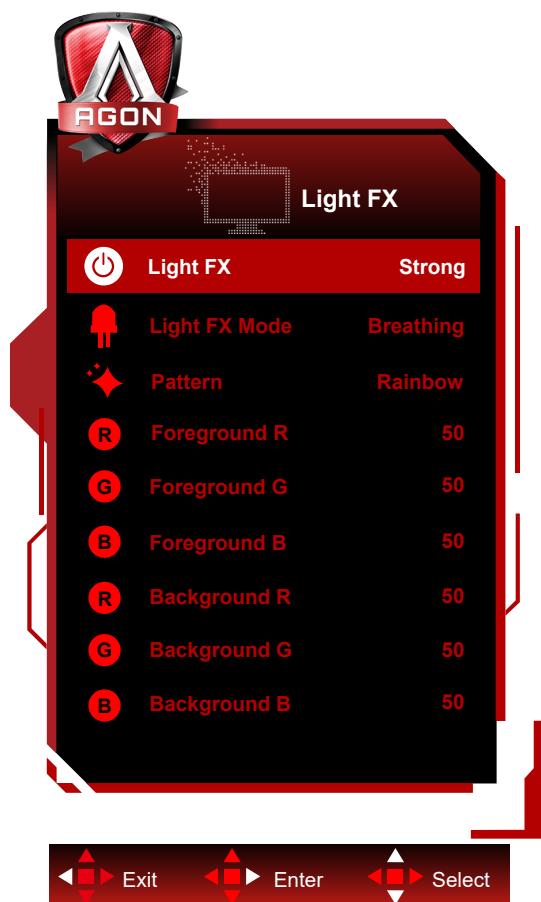 AGON
Light FX
Light FX Strong
Light FX Mode Breathing
Pattern Rainbow
R Foreground R 50
G Foreground G 50
B Foreground B 50
R Background R 50
G Background G 50
B Background B 50
Exit Enter Select